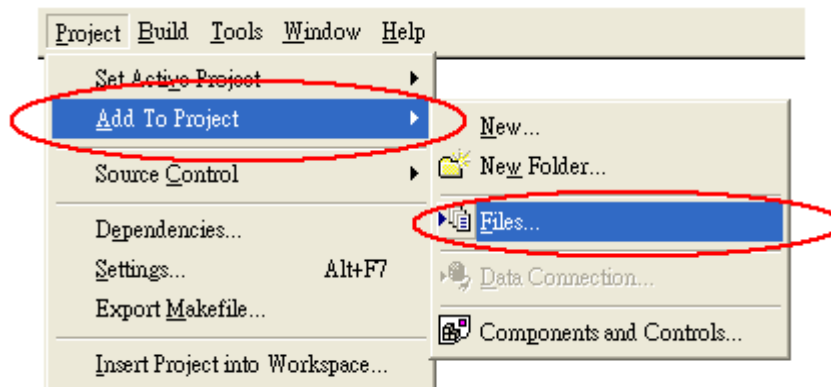 Project Build Tools Window Help
Set Active Project
Add To Project
Source Control
Dependencies...
Settings... Alt+F7
Export Makefile...
Insert Project into Workspace...
New...
New Folder...
Files...
Data Connection...
Components and Controls...